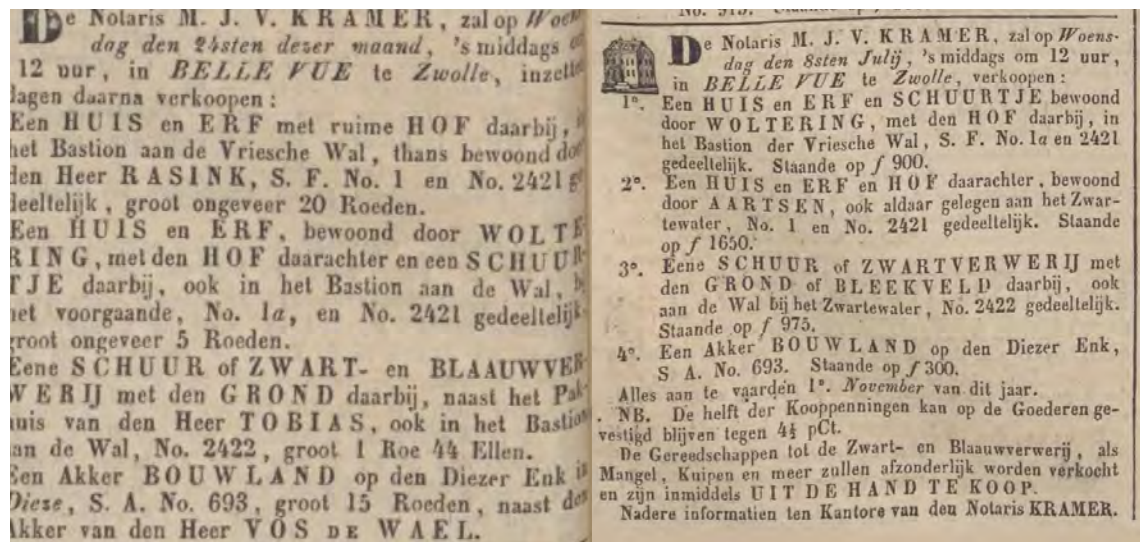 De Notaris M. J. V. KRAMER, zal op Woens-
dag den 24sten dezer maand, 's middags
12 uur, in BELLE VUE te Zwolle, inzetten
dagen daarna verkoopen:
Een HUIS en ERF met ruime HOF daarbij,
het Bastion aan de Vriesche Wal, thans bewoond door
den Heer RASINK, S. F. No. 1 en No. 2421 ge-
deeltelijk, groot ongeveer 20 Roeden.
Een HUIS en ERF, bewoond door WOLTE-
RING, met den HOF daarachter en een SCHUUR-
TJE daarbij, ook in het Bastion aan de Wal,
het voorgaande, No. 1a, en No. 2421 gedeeltelijk.
groot ongeveer 5 Roeden.
Eene SCHUUR of ZWART- en BLAAUWVER-
WERIJ met den GROND daarbij, naast het Pak-
huis van den Heer TOBIAS, ook in het Bastion
aan de Wal, No. 2422, groot 1 Roe 44 Ellen.
Een Akker BOUWLAND op den Diezer Enk in
Dieze, S. A. No. 693, groot 15 Roeden, naast den
Akker van den Heer VOS DE WAEL.
De Notaris M. J. V. KRAMER, zal op Woens-
dag den 8sten Julij, 's middags om 12 uur,
in BELLE VUE te Zwolle, verkoopen:
1°. Een HUIS en ERF en SCHUURTJE bewoond
door WOLTERING, met den HOF daarbij, in
het Bastion der Vriesche Wal, S. F. No. 1a en 2421
gedeeltelijk. Staande op f 900.
2°. Een HUIS en ERF en HOF daarachter, bewoond
door AARTSEN, ook aldaar gelegen aan het Zwar-
tewater, No. 1 en No. 2421 gedeeltelijk. Staande
op f 1650.
3°. Eene SCHUUR of ZWARTVERWERIJ met
den GROND of BLEEKVELD daarbij, ook
aan de Wal bij het Zwartewater, No. 2422 gedeeltelijk.
Staande op f 975.
4°. Een Akker BOUWLAND op den Diezer Enk,
S A. No. 693. Staande op f 300.
Alles aan te vaarden 1°. November van dit jaar.
NB. De helft der Kooppenningen kan op de Goederen ge-
vestigd blijven tegen 4½ pCt.
De Gereedschappen tot de Zwart- en Blaauwverwerij, als
Mangel, Kuipen en meer zullen afzonderlijk worden verkocht
en zijn inmiddels UIT DE HAND TE KOOP.
Nadere informatien ten Kantore van den Notaris KRAMER.